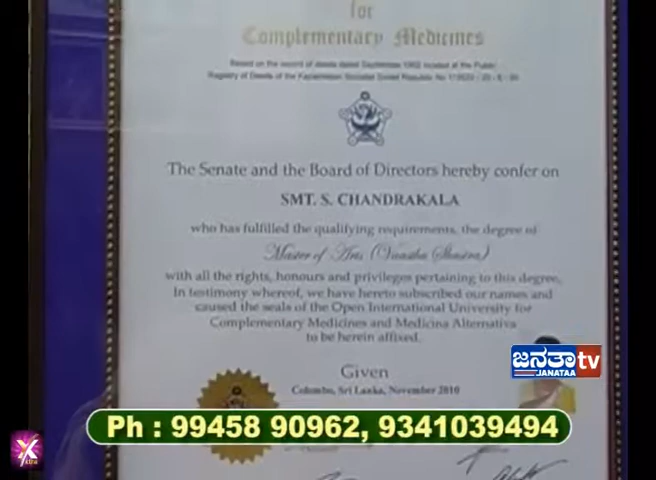 for
Complementary Medicines
The Senate and the Board of Directors hereby confer on
SMT. S. CHANDRAKALA
who has fulfilled the qualifying requirements, the degree of
Master of Arts (Vaastu Shastra)
with all the rights, honours and privileges pertaining to this degree.
In testimony whereof, we have hereto subscribed our names and
caused the seals of the Open International University for
Complementary Medicines and Medicina Alternativa
to be herein affixed.
Given
Colombo, Sri Lanka, November 2010
ಜನತಾ tv
JANATAA
Ph : 99458 90962, 9341039494
X